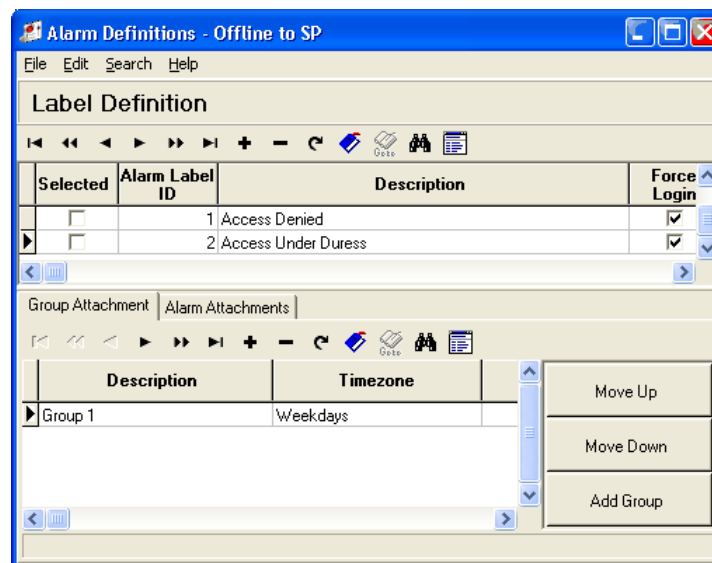 Alarm Definitions - Offline to SP
File Edit Search Help
Label Definition
Goto
Selected Alarm Label ID Description Force Login
1 Access Denied
2 Access Under Duress
Group Attachment Alarm Attachments
Goto
Description Timezone
Group 1 Weekdays
Move Up
Move Down
Add Group